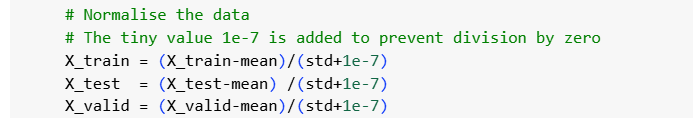 # Normalise the data
# The tiny value 1e-7 is added to prevent division by zero
X_train = (X_train-mean)/(std+1e-7)
X_test  = (X_test-mean) /(std+1e-7)
X_valid = (X_valid-mean)/(std+1e-7)